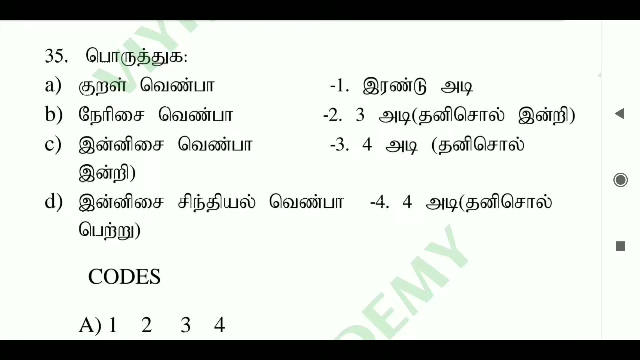 35. பொருத்துக:
a) குறள் வெண்பா -1. இரண்டு அடி
b) நேரிசை வெண்பா -2. 3 அடி(தனிசொல் இன்றி)
c) இன்னிசை வெண்பா -3. 4 அடி (தனிசொல்
இன்றி)
d) இன்னிசை சிந்தியல் வெண்பா -4. 4 அடி(தனிசொல்
பெற்று)
CODES
A) 1 2 3 4